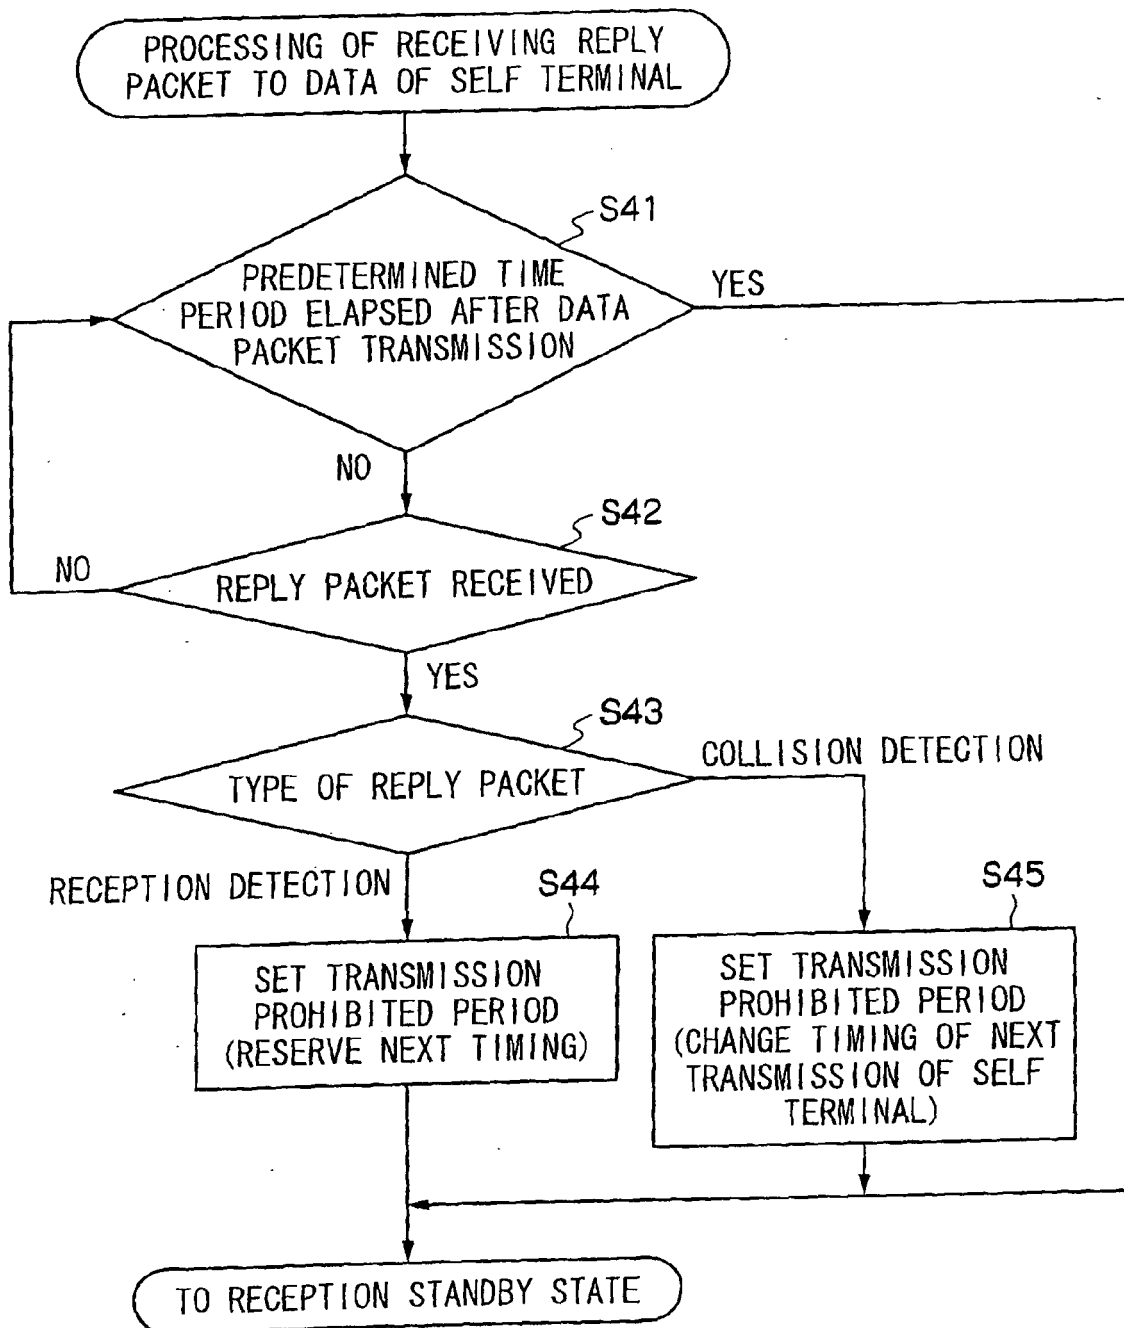 PROCESSING OF RECEIVING REPLY
PACKET TO DATA OF SELF TERMINAL
S41
PREDETERMINED TIME
PERIOD ELAPSED AFTER DATA
PACKET TRANSMISSION
YES
NO
S42
REPLY PACKET RECEIVED
NO
YES
S43
TYPE OF REPLY PACKET
COLLISION DETECTION
RECEPTION DETECTION
S44
SET TRANSMISSION
PROHIBITED PERIOD
(RESERVE NEXT TIMING)
S45
SET TRANSMISSION
PROHIBITED PERIOD
(CHANGE TIMING OF NEXT
TRANSMISSION OF SELF
TERMINAL)
TO RECEPTION STANDBY STATE